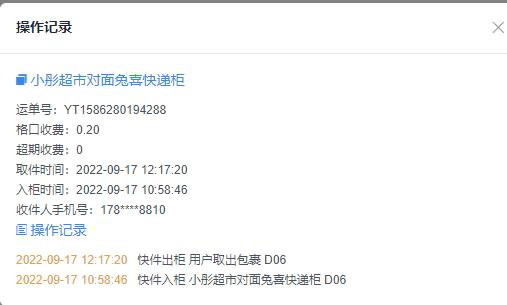 操作记录
小彤超市对面兔喜快递柜
运单号：YT1586280194288
格口收费：0.20
超期收费：0
取件时间：2022-09-17 12:17:20
入柜时间：2022-09-17 10:58:46
收件人手机号：178****8810
操作记录
2022-09-17 12:17:20 快件出柜 用户取出包裹 D06
2022-09-17 10:58:46 快件入柜 小彤超市对面兔喜快递柜 D06